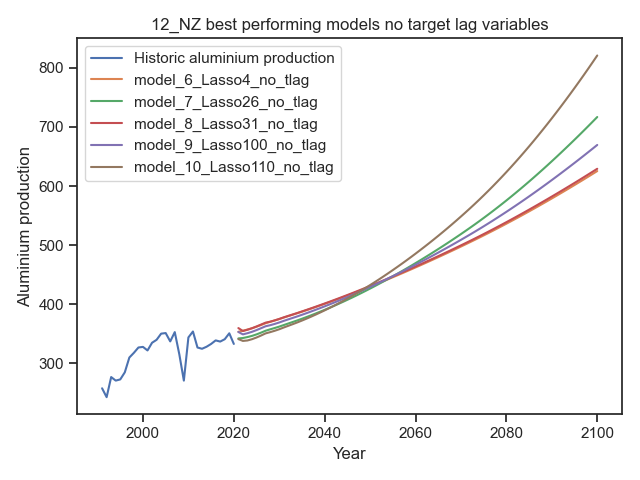 12_NZ best performing models no target lag variables
Historic aluminium production
model_6_Lasso4_no_tlag
model_7_Lasso26_no_tlag
model_8_Lasso31_no_tlag
model_9_Lasso100_no_tlag
model_10_Lasso110_no_tlag
Aluminium production
800
700
600
500
400
300
2000 2020 2040 2060 2080 2100
Year